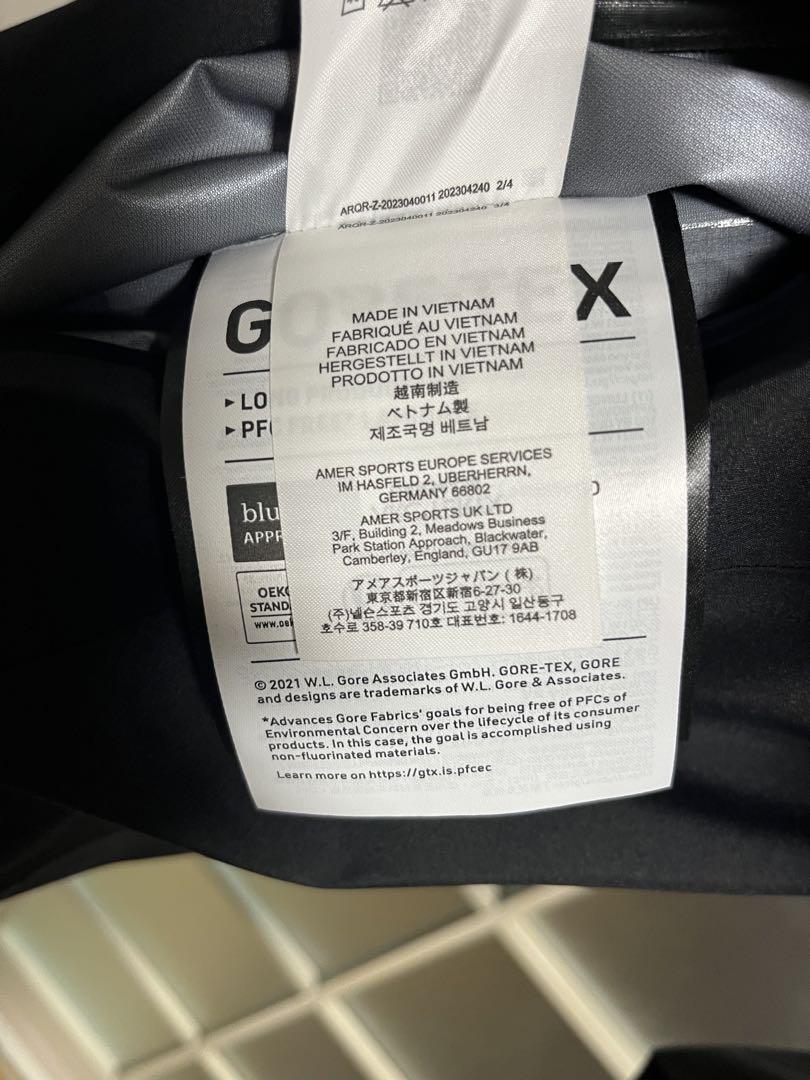 ARQR-Z-2023040011 202304240 2/4
ARQR-Z-2023040011 202304240 3/4
G X
MADE IN VIETNAM
FABRIQUÉ AU VIETNAM
FABRICADO EN VIETNAM
HERGESTELLT IN VIETNAM
PRODOTTO IN VIETNAM
越南制造
ベトナム製
제조국명 베트남
▸ LO
▸ PF
AMER SPORTS EUROPE SERVICES
IM HASFELD 2, UBERHERRN,
GERMANY 66802
AMER SPORTS UK LTD
3/F, Building 2, Meadows Business
Park Station Approach, Blackwater,
Camberley, England, GU17 9AB
アメアスポーツジャパン (株)
東京都新宿区新宿6-27-30
(주)넬슨스포츠 경기도 고양시 일산동구
호수로 358-39 710호 대표번호: 1644-1708
blu
APPR
OEKO
STAND
www.oek
© 2021 W.L. Gore Associates GmbH. GORE-TEX, GORE
and designs are trademarks of W.L. Gore & Associates.
*Advances Gore Fabrics' goals for being free of PFCs of
Environmental Concern over the lifecycle of its consumer
products. In this case, the goal is accomplished using
non-fluorinated materials.
Learn more on https://gtx.is.pfcec